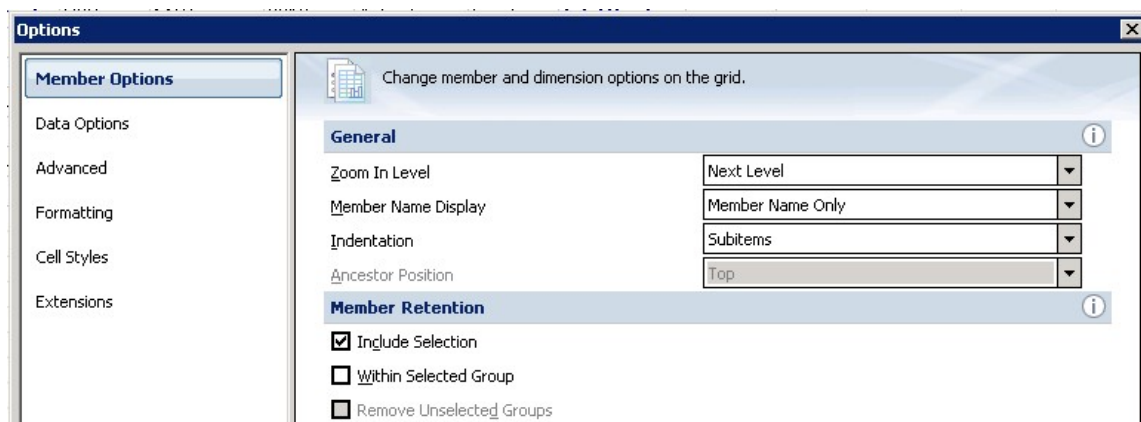 Options
Member Options
Data Options
Advanced
Formatting
Cell Styles
Extensions
Change member and dimension options on the grid.
General
Zoom In Level
Next Level
Member Name Display
Member Name Only
Indentation
Subitems
Ancestor Position
Top
Member Retention
Include Selection
Within Selected Group
Remove Unselected Groups